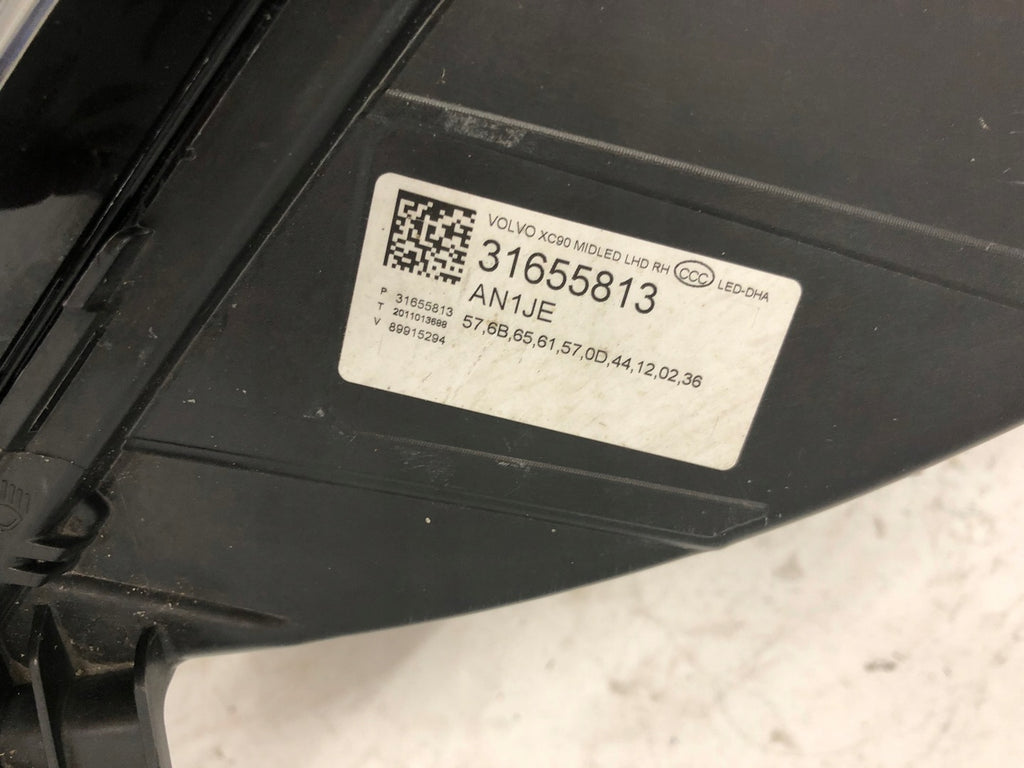 VOLVO XC90 MIDLED LHD RH CCC LED-DHA
31655813
AN1JE
57,6B,65,61,57,0D,44,12,02,36
P 31655813
T 2011013698
V 89915294